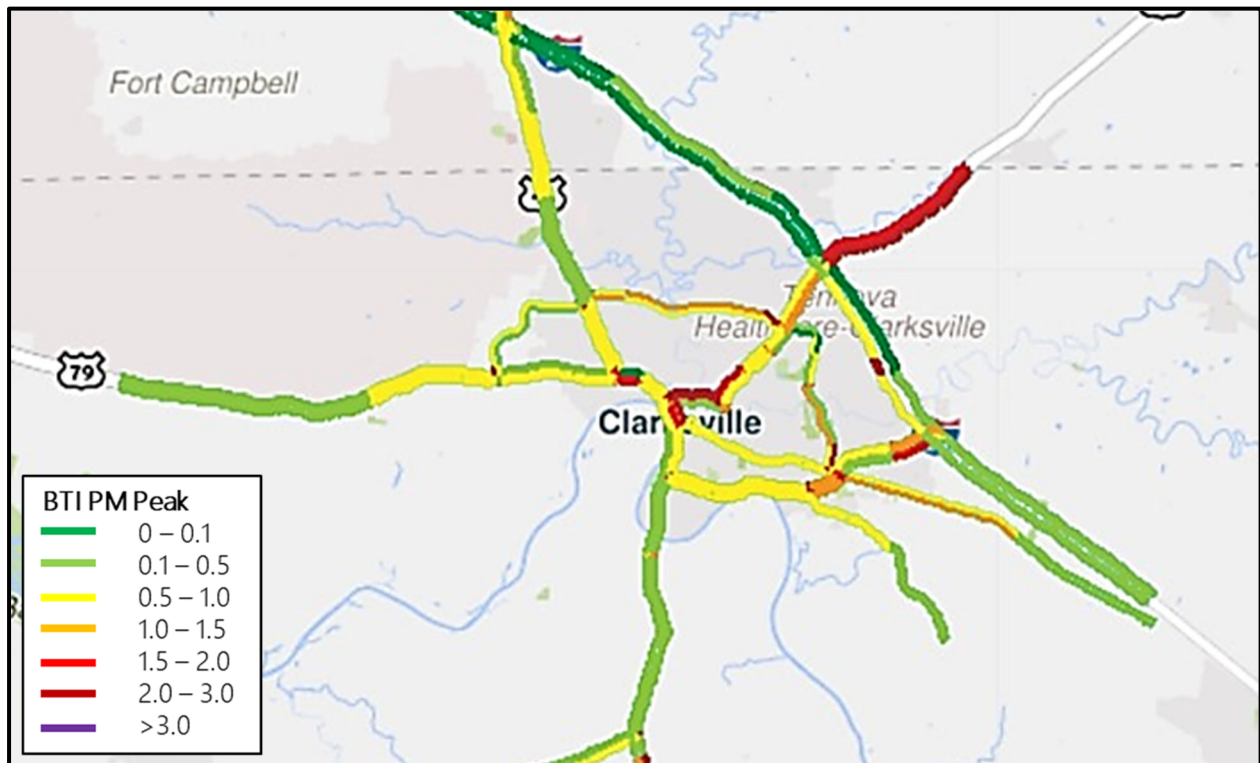 Fort Campbell
79
Clarksville
BTI PM Peak
0 – 0.1
0.1 – 0.5
0.5 – 1.0
1.0 – 1.5
1.5 – 2.0
2.0 – 3.0
>3.0